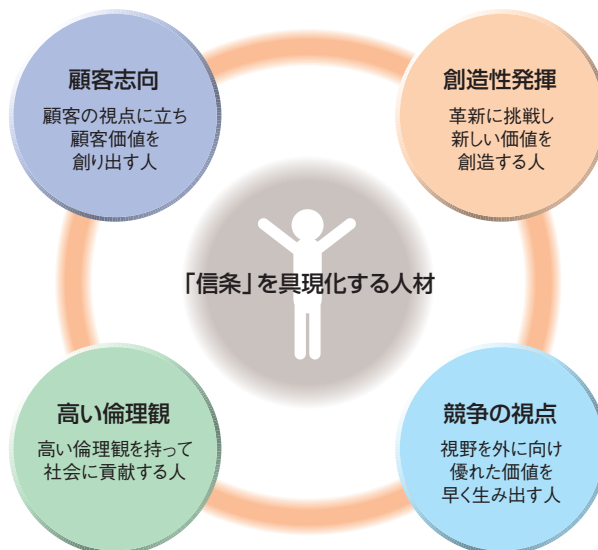 顧客志向
顧客の視点に立ち
顧客価値を
創り出す人
創造性発揮
革新に挑戦し
新しい価値を
創造する人
「信条」を具現化する人材
高い倫理観
高い倫理観を持って
社会に貢献する人
競争の視点
視野を外に向け
優れた価値を
早く生み出す人